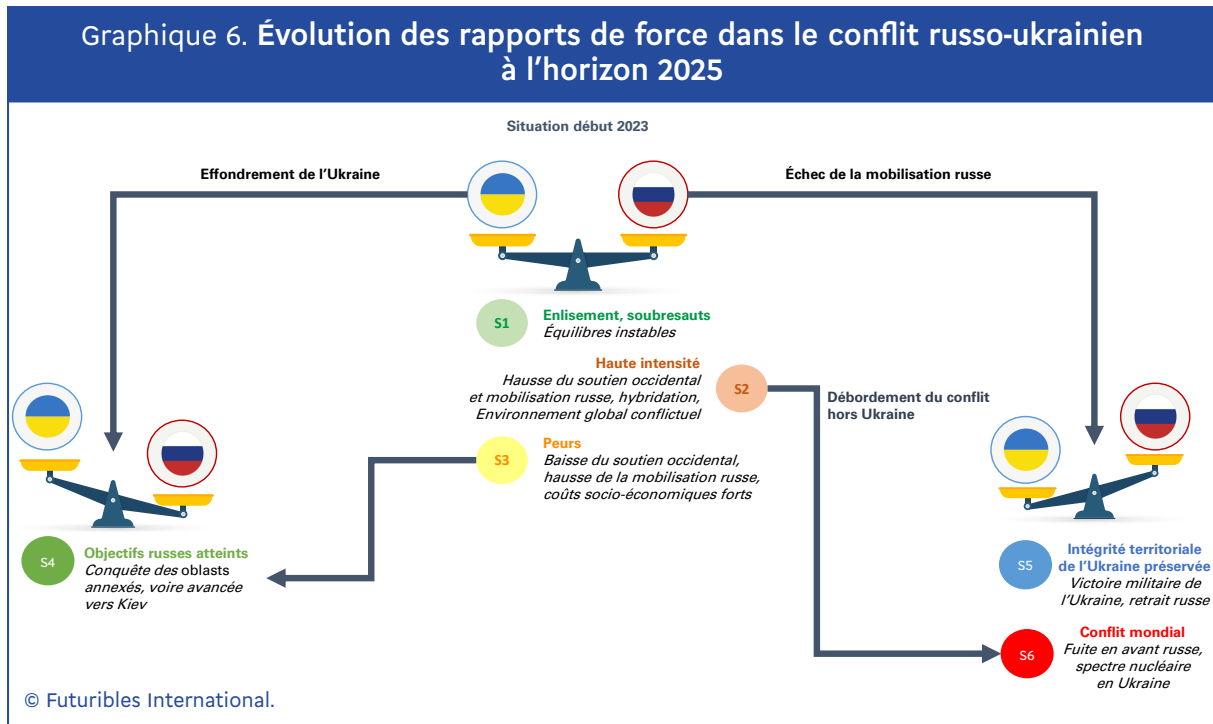 Graphique 6. Évolution des rapports de force dans le conflit russo-ukrainien
à l'horizon 2025
Situation début 2023
Effondrement de l'Ukraine
Échec de la mobilisation russe
S1
Enlisement, soubresauts
Équilibres instables
Haute intensité
Hausse du soutien occidental
et mobilisation russe, hybridation,
Environnement global conflictuel
S2
Débordement du conflit
hors Ukraine
S3
Peurs
Baisse du soutien occidental,
hausse de la mobilisation russe,
coûts socio-économiques forts
S4
Objectifs russes atteints
Conquête des oblasts
annexés, voire avancée
vers Kiev
S5
Intégrité territoriale
de l'Ukraine préservée
Victoire militaire de
l'Ukraine, retrait russe
S6
Conflit mondial
Fuite en avant russe,
spectre nucléaire
en Ukraine
© Futuribles International.